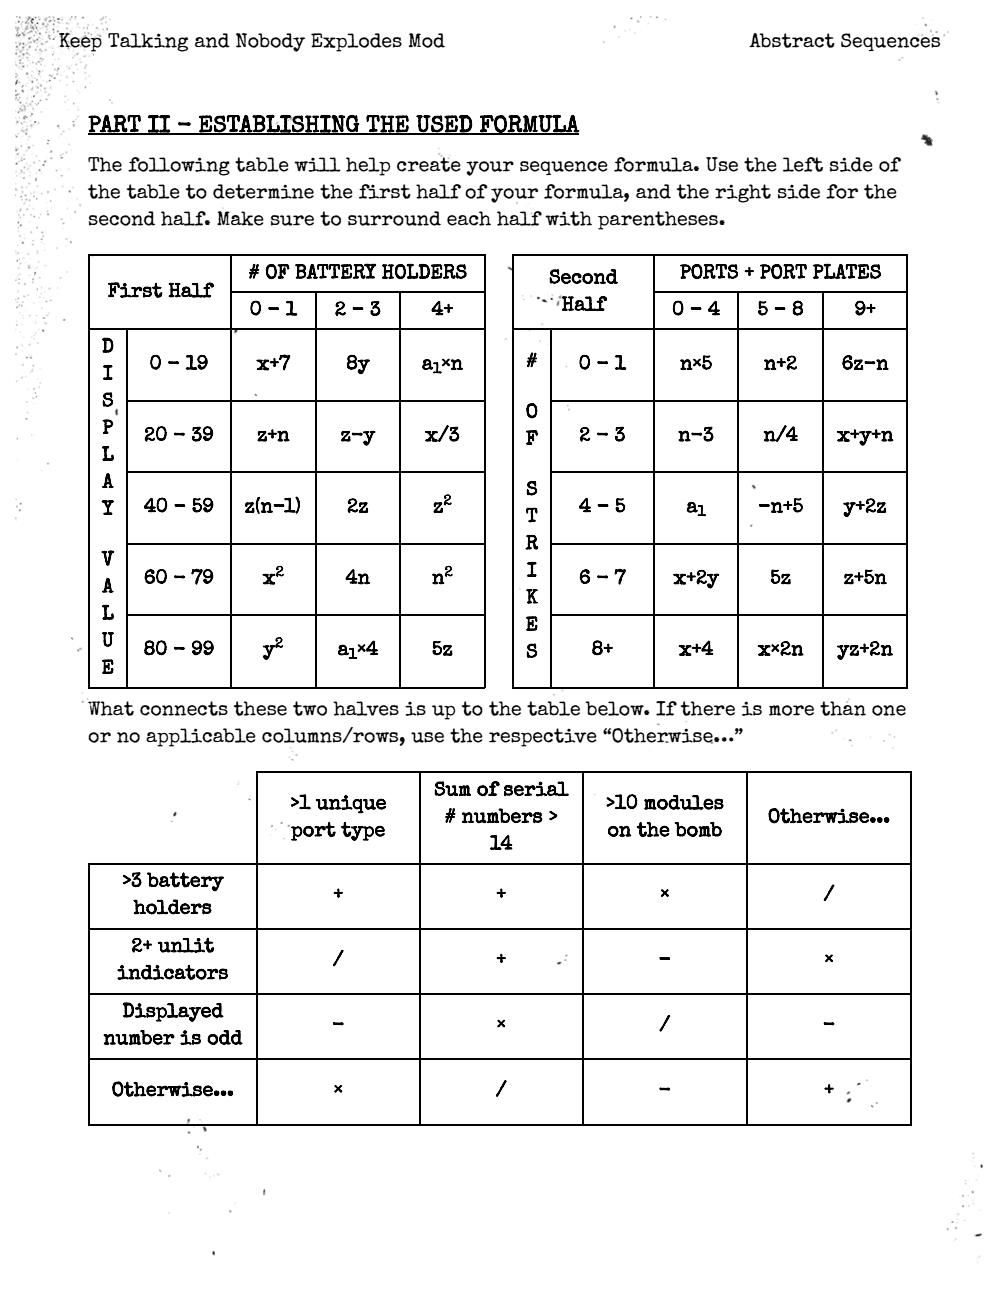 Keep Talking and Nobody Explodes Mod
Abstract Sequences
PART II – ESTABLISHING THE USED FORMULA
The following table will help create your sequence formula. Use the left side of
the table to determine the first half of your formula, and the right side for the
second half. Make sure to surround each half with parentheses.
First Half
# OF BATTERY HOLDERS
0 – 1 2 – 3 4+
DISPLAY VALUE
0 – 19 x+7 8y a₁×n
20 – 39 z+n z–y x/3
40 – 59 z(n–1) 2z z²
60 – 79 x² 4n n²
80 – 99 y² a₁×4 5z
Second
Half
PORTS + PORT PLATES
0 – 4 5 – 8 9+
# OF STRIKES
0 – 1 n×5 n+2 6z–n
2 – 3 n–3 n/4 x+y+n
4 – 5 a₁ –n+5 y+2z
6 – 7 x+2y 5z z+5n
8+ x+4 x×2n yz+2n
What connects these two halves is up to the table below. If there is more than one
or no applicable columns/rows, use the respective “Otherwise…”
>1 unique
port type
Sum of serial
# numbers >
14
>10 modules
on the bomb
Otherwise…
>3 battery
holders
+ + × /
2+ unlit
indicators
/ + – ×
Displayed
number is odd
– × / –
Otherwise…
× / – +